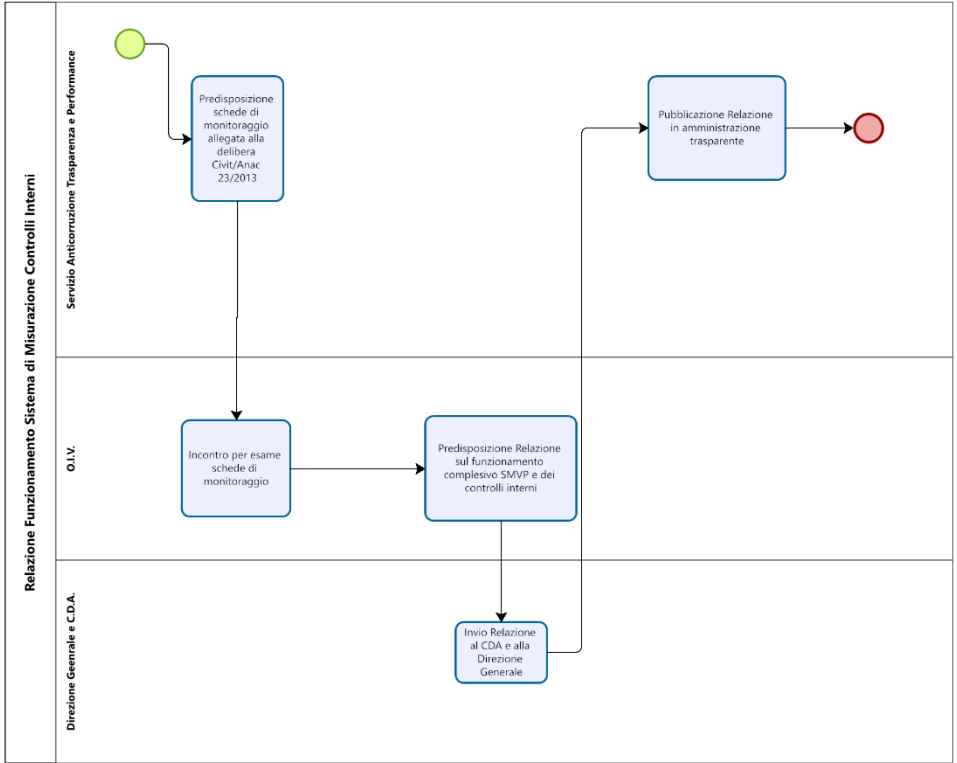 Relazione Funzionamento Sistema di Misurazione Controlli Interni
Servizio Anticorruzione Trasparenza e Performance
Predisposizione
schede di
monitoraggio
allegata alla
delibera
Civit/Anac
23/2013
Pubblicazione Relazione
in amministrazione
trasparente
O.I.V.
Incontro per esame
schede di
monitoraggio
Predisposizione Relazione
sul funzionamento
complesivo SMVP e dei
controlli interni
Direzione Geenrale e C.D.A.
Invio Relazione
al CDA e alla
Direzione
Generale